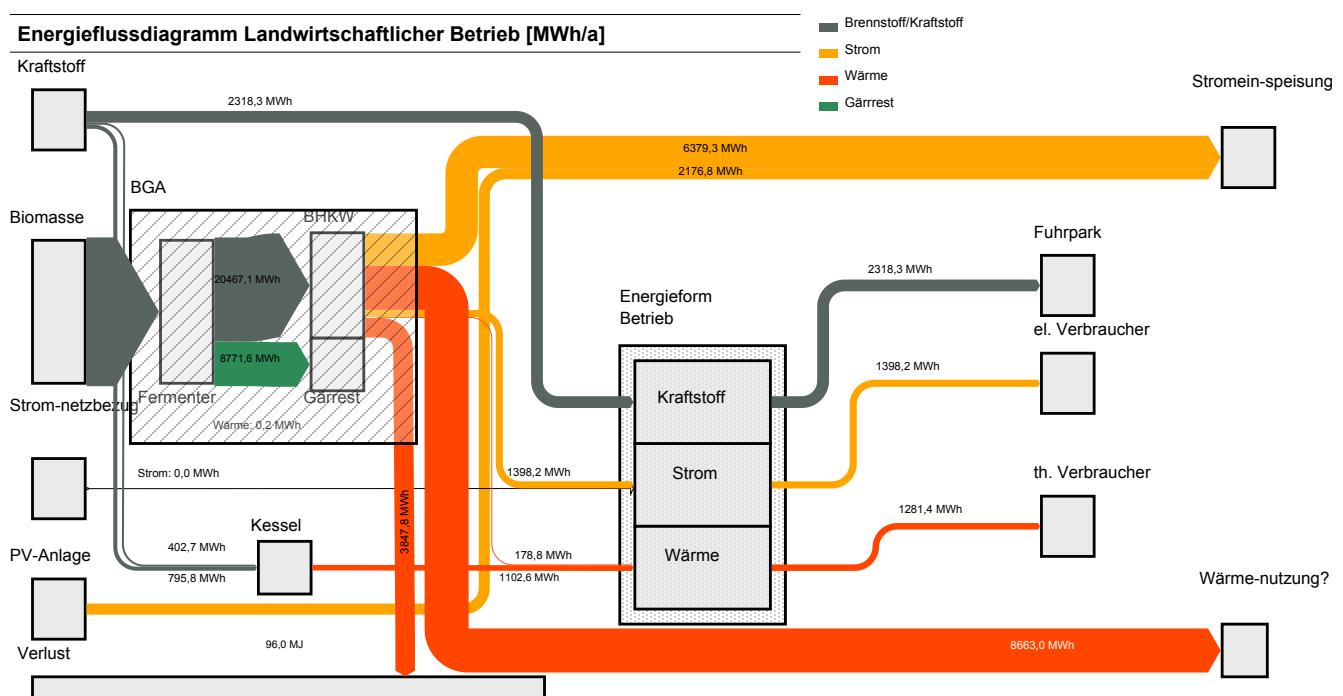 Energieflussdiagramm Landwirtschaftlicher Betrieb [MWh/a]
Brennstoff/Kraftstoff
Strom
Wärme
Gärrrest
Kraftstoff
2318,3 MWh
Stromein-speisung
6379,3 MWh
2176,8 MWh
BGA
Biomasse
BHKW
20467,1 MWh
8771,6 MWh
Fermenter
Gärrest
Wärme: 0,2 MWh
Fuhrpark
2318,3 MWh
Energieform
Betrieb
el. Verbraucher
1398,2 MWh
Kraftstoff
Strom
Wärme
Strom-netzbezug
Strom: 0,0 MWh
1398,2 MWh
th. Verbraucher
1281,4 MWh
3847,8 MWh
Kessel
402,7 MWh
795,8 MWh
178,8 MWh
1102,6 MWh
PV-Anlage
Wärme-nutzung?
8663,0 MWh
96,0 MJ
Verlust